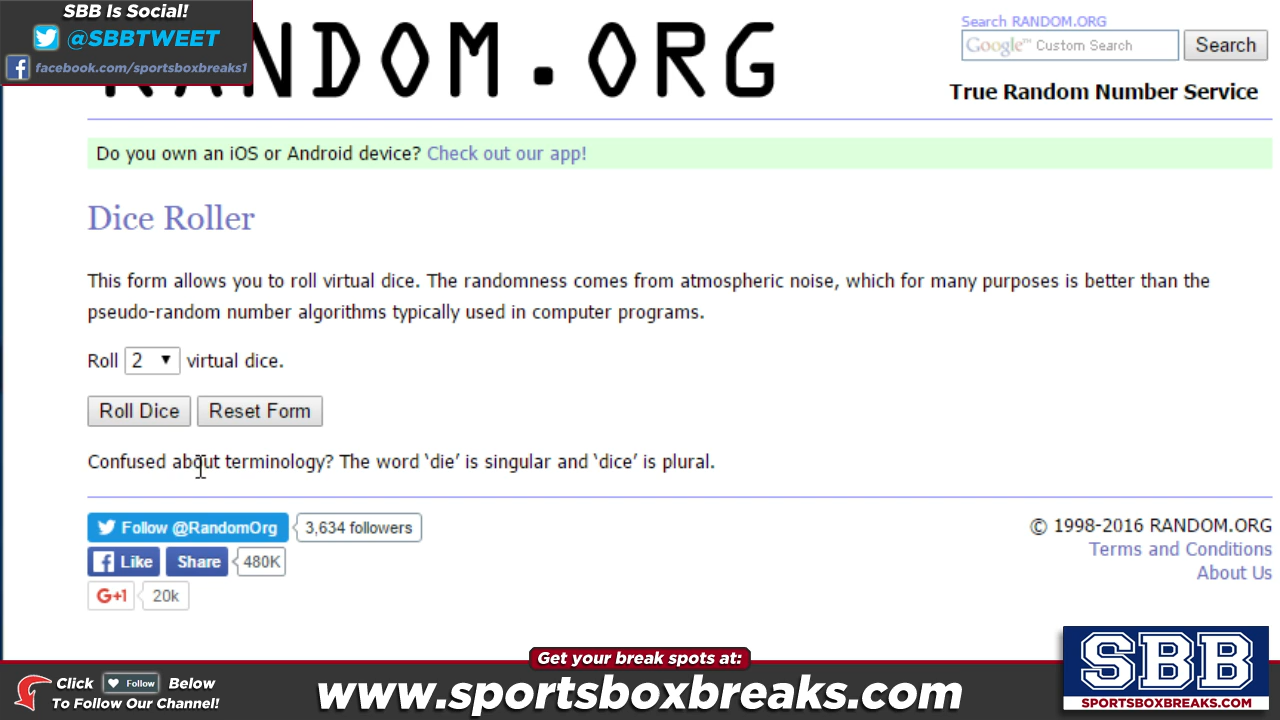 SBB Is Social!
@SBBTWEET
facebook.com/sportsboxbreaks1
RANDOM.ORG
Search RANDOM.ORG
Google™ Custom Search
Search
True Random Number Service
Do you own an iOS or Android device? Check out our app!
Dice Roller
This form allows you to roll virtual dice. The randomness comes from atmospheric noise, which for many purposes is better than the
pseudo-random number algorithms typically used in computer programs.
Roll 2 virtual dice.
Roll Dice Reset Form
Confused about terminology? The word ‘die’ is singular and ‘dice’ is plural.
Follow @RandomOrg 3,634 followers
Like Share 480K
G+1 20k
© 1998-2016 RANDOM.ORG
Terms and Conditions
About Us
Get your break spots at:
Click Follow Below
To Follow Our Channel!
www.sportsboxbreaks.com
SBB
SPORTSBOXBREAKS.COM